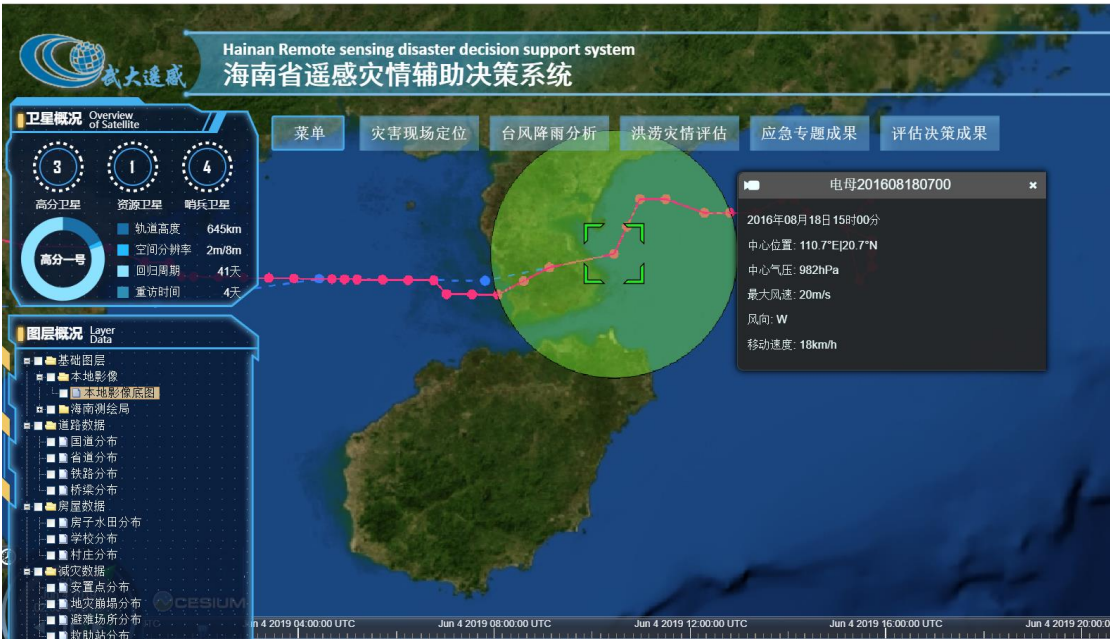 武大遥感
Hainan Remote sensing disaster decision support system
海南省遥感灾情辅助决策系统
卫星概况 Overview of Satellite
3 1 4
高分卫星 资源卫星 哨兵卫星
高分一号
轨道高度 645km
空间分辨率 2m/8m
回归周期 41天
重访时间 4天
菜单 灾害现场定位 台风降雨分析 洪涝灾情评估 应急专题成果 评估决策成果
电母201608180700
2016年08月18日15时00分
中心位置: 110.7°E|20.7°N
中心气压: 982hPa
最大风速: 20m/s
风向: W
移动速度: 18km/h
图层概况 Layer Data
基础图层
本地影像
本地影像底图
海南测绘局
道路数据
国道分布
省道分布
铁路分布
桥梁分布
房屋数据
房子水田分布
学校分布
村庄分布
减灾数据
安置点分布
地灾崩塌分布
避难场所分布
救助站分布
CESIUM
n 4 2019 04:00:00 UTC Jun 4 2019 08:00:00 UTC Jun 4 2019 12:00:00 UTC Jun 4 2019 16:00:00 UTC Jun 4 2019 20:00:0